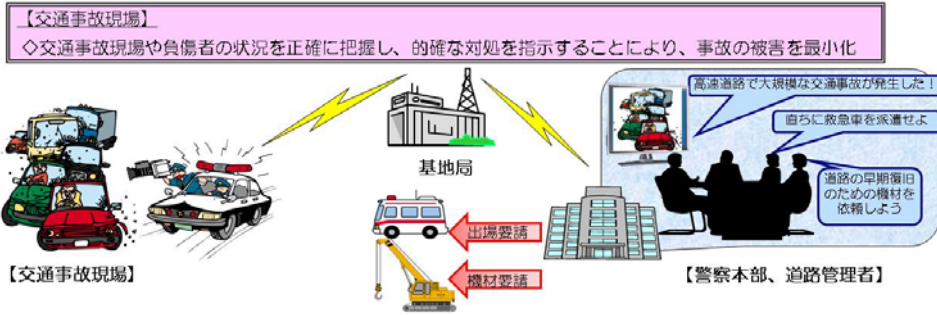 【交通事故現場】
◇交通事故現場や負傷者の状況を正確に把握し、的確な対処を指示することにより、事故の被害を最小化
高速道路で大規模な交通事故が発生した！
直ちに救急車を派遣せよ
道路の早期復旧
のための機材を
依頼しよう
基地局
出場要請
機材要請
【交通事故現場】
【警察本部、道路管理者】